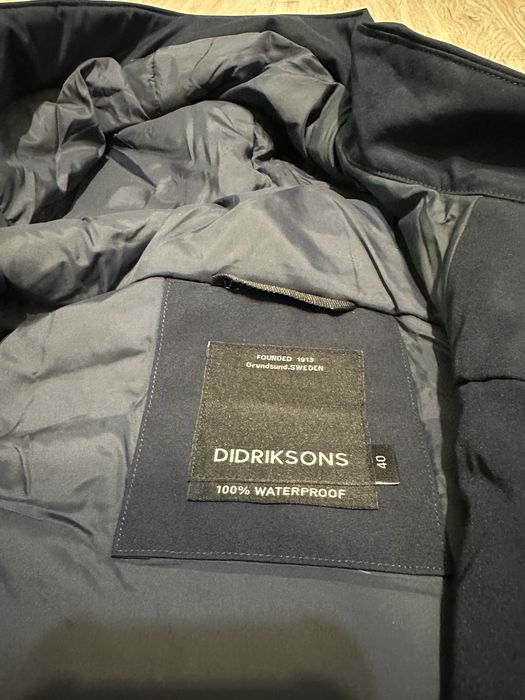 FOUNDED 1913
Grundsund.SWEDEN
DIDRIKSONS
40
100% WATERPROOF